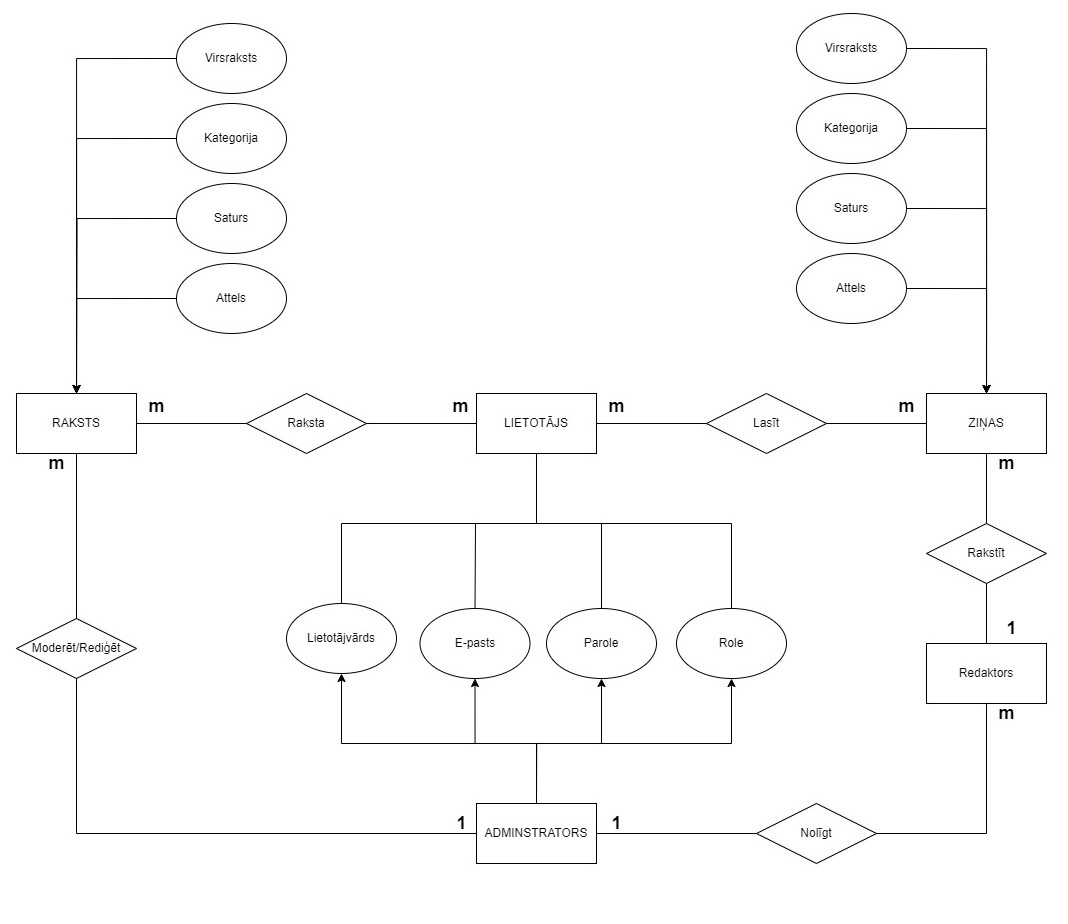 Virsraksts
Virsraksts
Kategorija
Kategorija
Saturs
Saturs
Attels
Attels
m
m
m
m
RAKSTS
Raksta
LIETOTĀJS
Lasīt
ZIŅAS
m
m
Rakstīt
1
Lietotājvārds
E-pasts
Parole
Role
Moderēt/Rediģēt
Redaktors
m
1
1
ADMINSTRATORS
Nolīgt